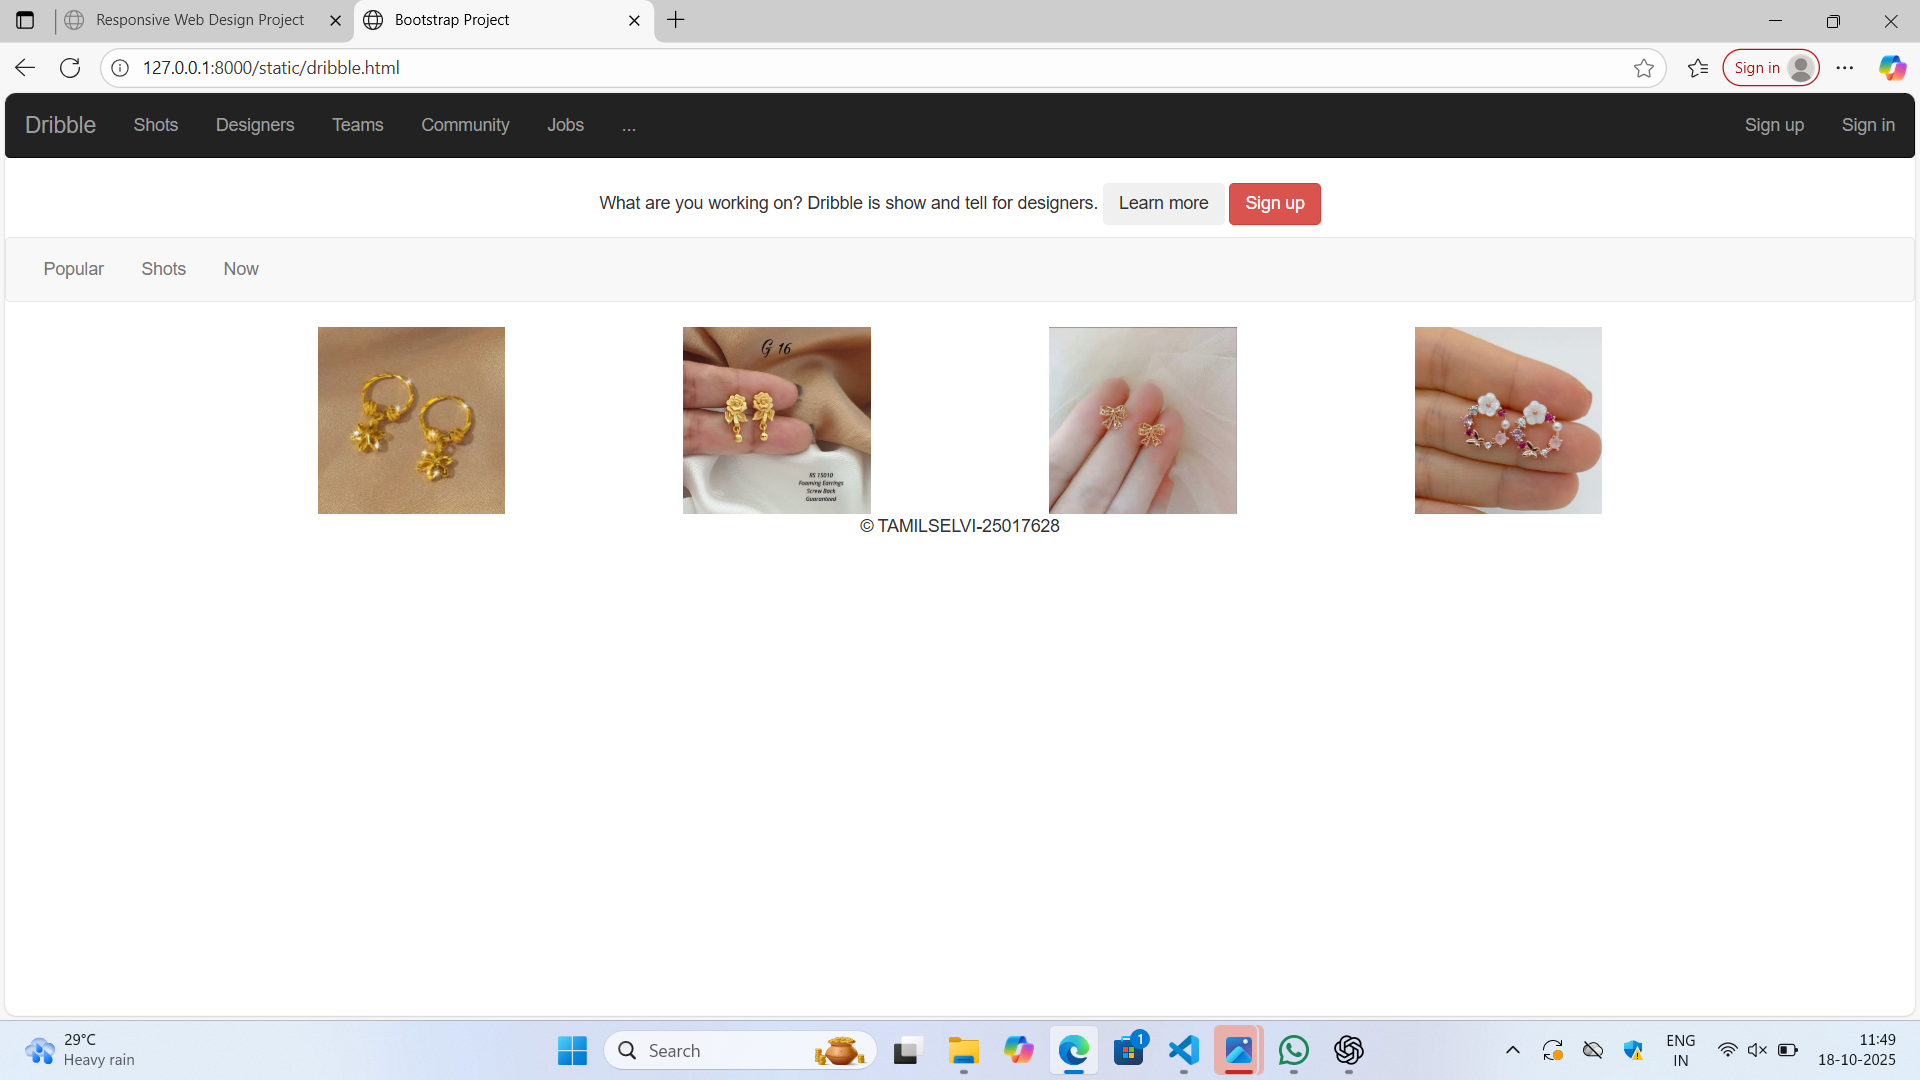 Responsive Web Design Project
Bootstrap Project
127.0.0.1:8000/static/dribble.html
Sign in
Dribble Shots Designers Teams Community Jobs ... Sign up Sign in
What are you working on? Dribble is show and tell for designers. Learn more Sign up
Popular Shots Now
G 16
RS 15010
Foaming Earrings
Screw Back
Guaranteed
© TAMILSELVI-25017628
29°C
Heavy rain
Search
1
ENG
IN
11:49
18-10-2025